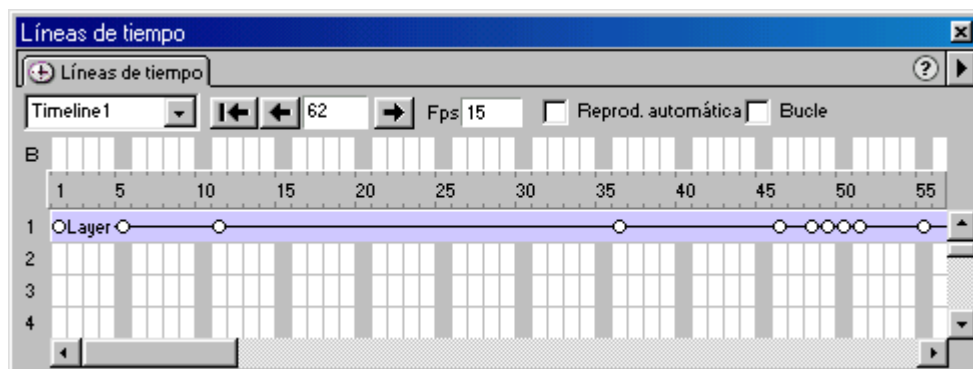 Líneas de tiempo
Líneas de tiempo ?
Timeline1 62 Fps 15 Reprod. automática Bucle
B
1 5 10 15 20 25 30 35 40 45 50 55
1 Layer
2
3
4